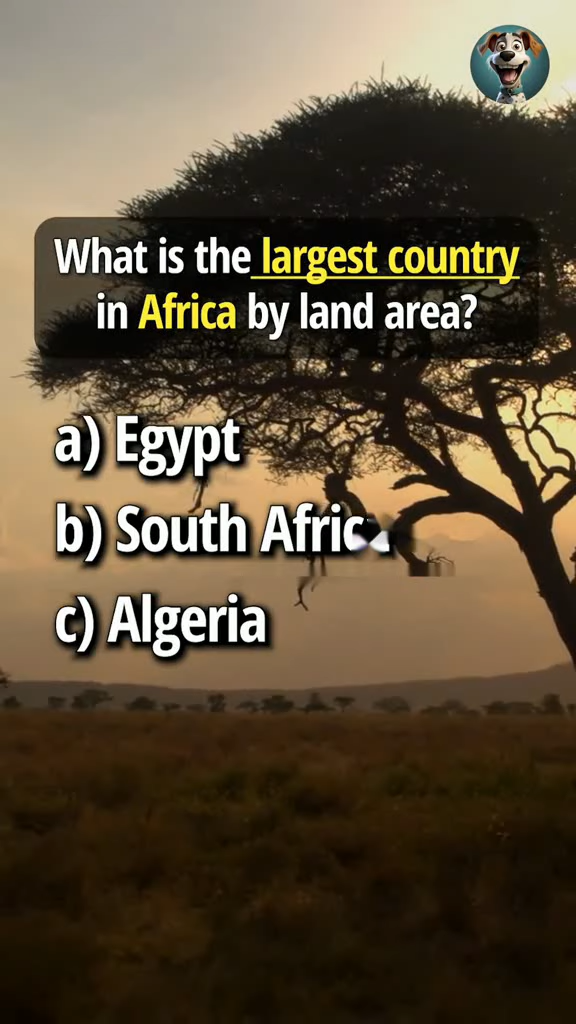 What is the largest country
in Africa by land area?
a) Egypt
b) South Africa
c) Algeria